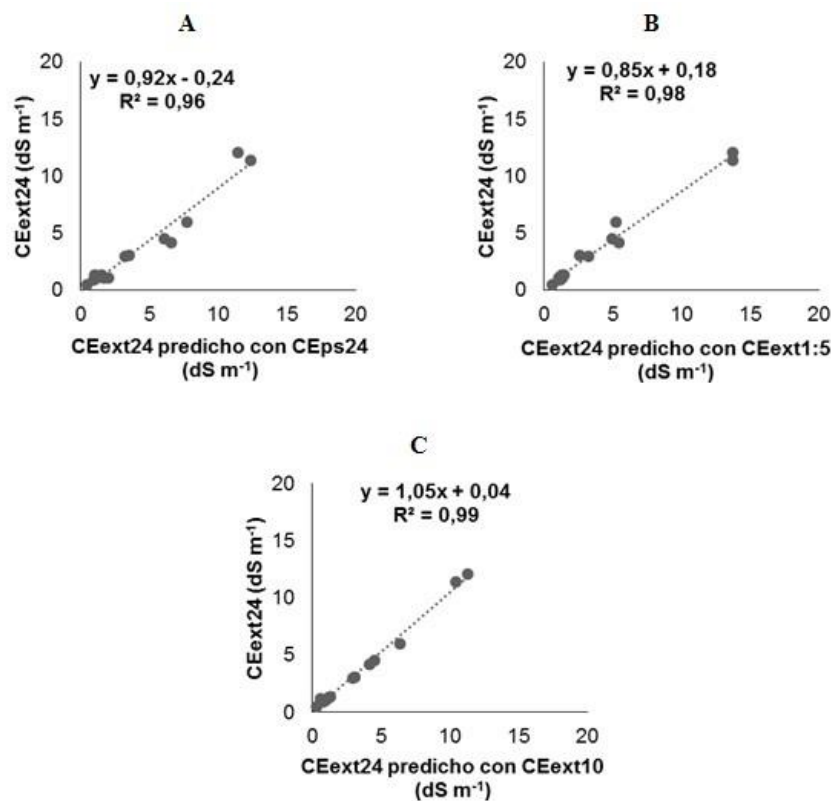 A
y = 0,92x - 0,24
R² = 0,96
CEext24 (dS m⁻¹)
20
15
10
5
0
0 5 10 15 20
CEext24 predicho con CEps24
(dS m⁻¹)
B
y = 0,85x + 0,18
R² = 0,98
CEext24 (dS m⁻¹)
20
15
10
5
0
0 5 10 15 20
CEext24 predicho con CEext1:5
(dS m⁻¹)
C
y = 1,05x + 0,04
R² = 0,99
CEext24 (dS m⁻¹)
20
15
10
5
0
0 5 10 15 20
CEext24 predicho con CEext10
(dS m⁻¹)